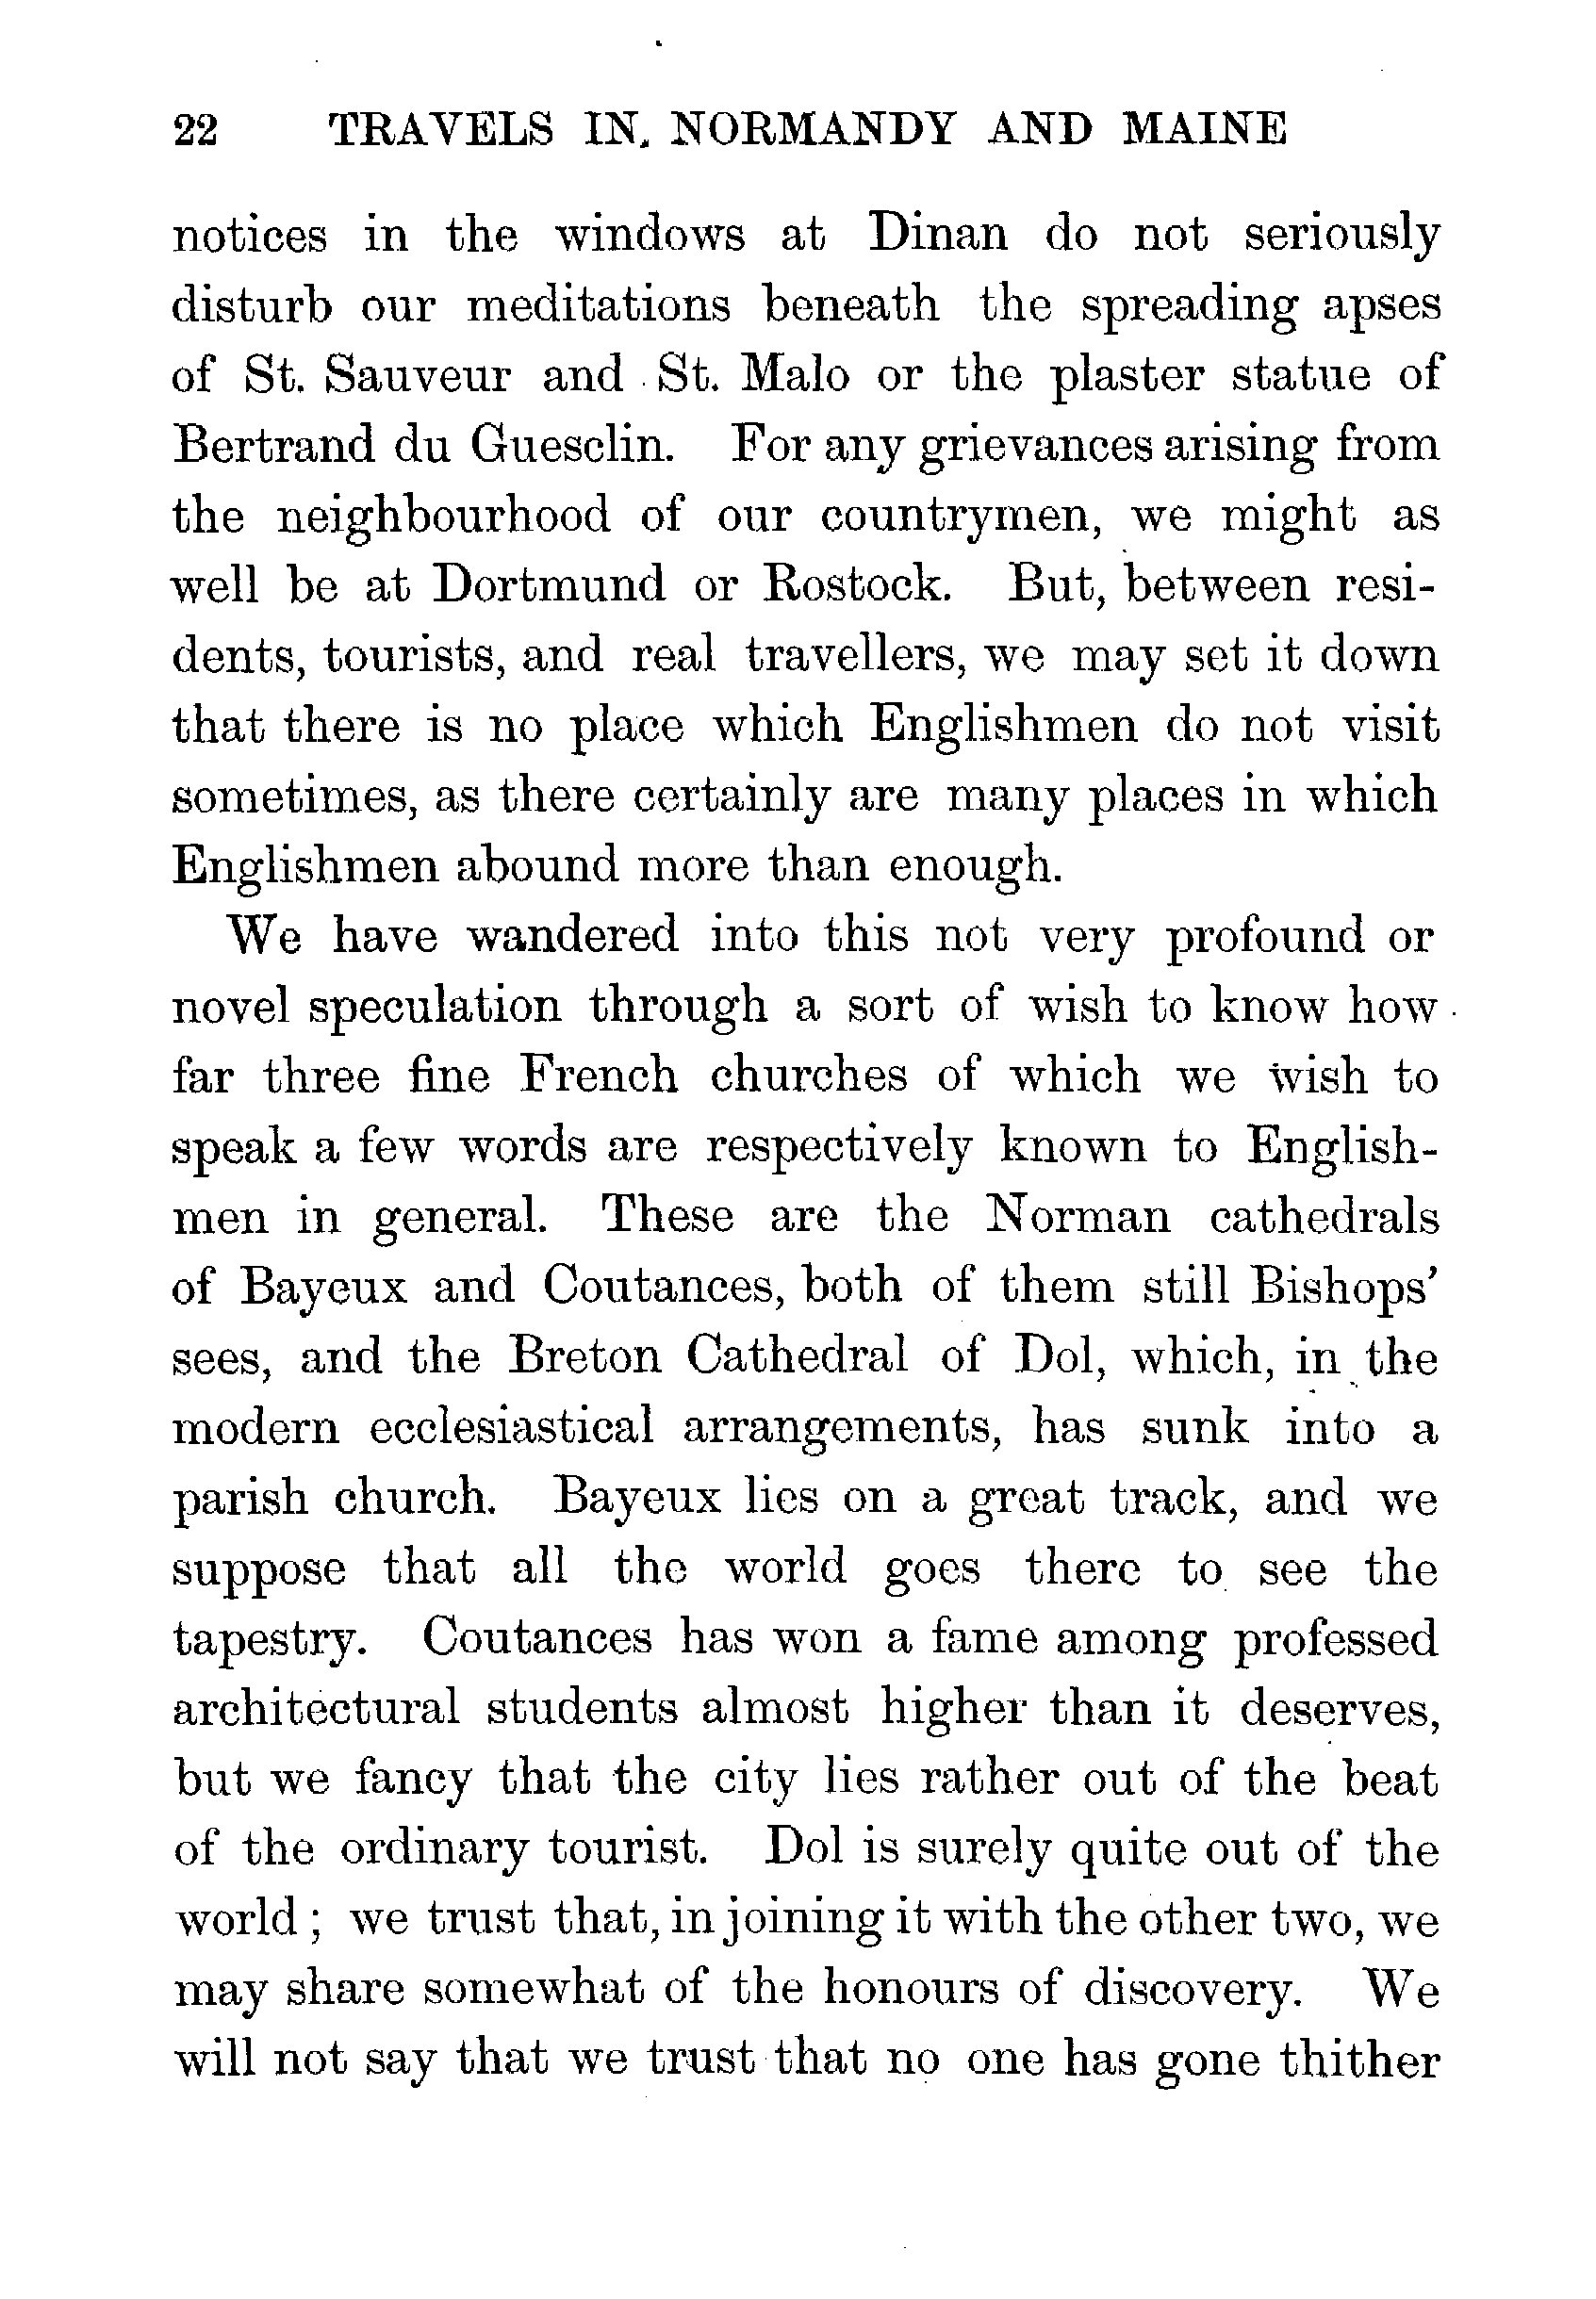 22 TRAVELS IN NORMANDY AND MAINE
notices in the windows at Dinan do not seriously
disturb our meditations beneath the spreading apses
of St. Sauveur and St. Malo or the plaster statue of
Bertrand du Guesclin. For any grievances arising from
the neighbourhood of our countrymen, we might as
well be at Dortmund or Rostock. But, between resi-
dents, tourists, and real travellers, we may set it down
that there is no place which Englishmen do not visit
sometimes, as there certainly are many places in which
Englishmen abound more than enough.
We have wandered into this not very profound or
novel speculation through a sort of wish to know how
far three fine French churches of which we wish to
speak a few words are respectively known to English-
men in general. These are the Norman cathedrals
of Bayeux and Coutances, both of them still Bishops'
sees, and the Breton Cathedral of Dol, which, in the
modern ecclesiastical arrangements, has sunk into a
parish church. Bayeux lies on a great track, and we
suppose that all the world goes there to see the
tapestry. Coutances has won a fame among professed
architectural students almost higher than it deserves,
but we fancy that the city lies rather out of the beat
of the ordinary tourist. Dol is surely quite out of the
world; we trust that, in joining it with the other two, we
may share somewhat of the honours of discovery. We
will not say that we trust that no one has gone thither